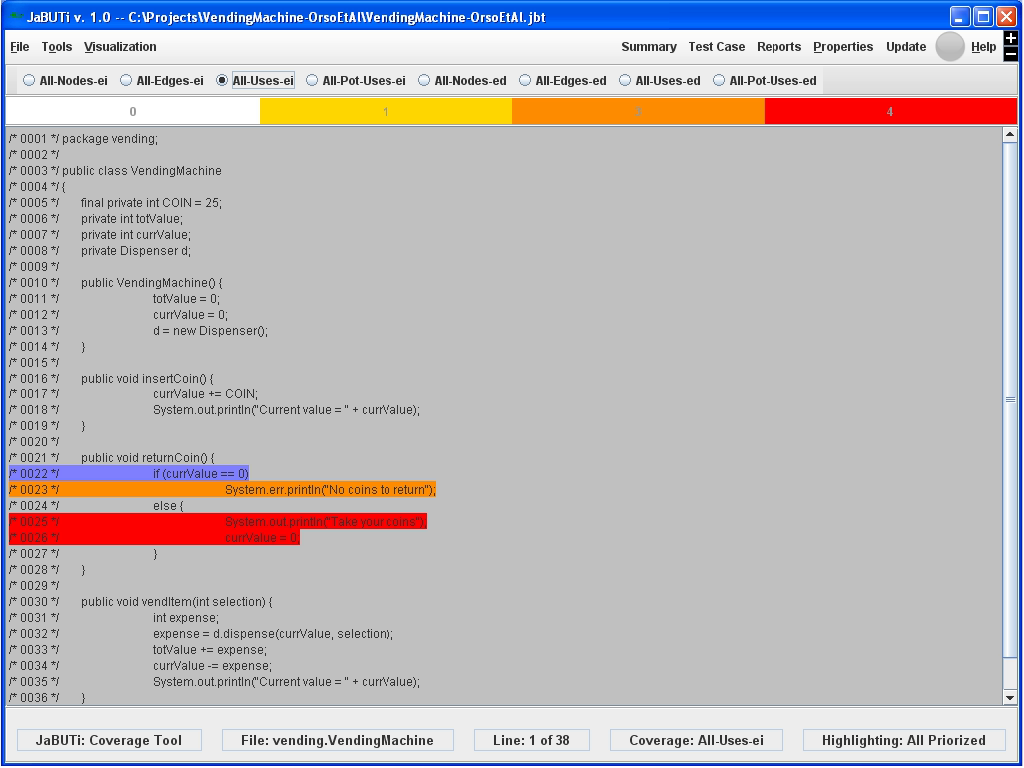 JaBUTi v. 1.0 -- C:\Projects\VendingMachine-OrsoEtAl\VendingMachine-OrsoEtAl.jbt
File Tools Visualization Summary Test Case Reports Properties Update Help
All-Nodes-ei All-Edges-ei All-Uses-ei All-Pot-Uses-ei All-Nodes-ed All-Edges-ed All-Uses-ed All-Pot-Uses-ed
0 1 3 4
/* 0001 */ package vending;
/* 0002 */
/* 0003 */ public class VendingMachine
/* 0004 */ {
/* 0005 */ final private int COIN = 25;
/* 0006 */ private int totValue;
/* 0007 */ private int currValue;
/* 0008 */ private Dispenser d;
/* 0009 */
/* 0010 */ public VendingMachine() {
/* 0011 */ totValue = 0;
/* 0012 */ currValue = 0;
/* 0013 */ d = new Dispenser();
/* 0014 */ }
/* 0015 */
/* 0016 */ public void insertCoin() {
/* 0017 */ currValue += COIN;
/* 0018 */ System.out.println("Current value = " + currValue);
/* 0019 */ }
/* 0020 */
/* 0021 */ public void returnCoin() {
/* 0022 */ if (currValue == 0)
/* 0023 */ System.err.println("No coins to return");
/* 0024 */ else {
/* 0025 */ System.out.println("Take your coins");
/* 0026 */ currValue = 0;
/* 0027 */ }
/* 0028 */ }
/* 0029 */
/* 0030 */ public void vendItem(int selection) {
/* 0031 */ int expense;
/* 0032 */ expense = d.dispense(currValue, selection);
/* 0033 */ totValue += expense;
/* 0034 */ currValue -= expense;
/* 0035 */ System.out.println("Current value = " + currValue);
/* 0036 */ }
JaBUTi: Coverage Tool File: vending.VendingMachine Line: 1 of 38 Coverage: All-Uses-ei Highlighting: All Priorized